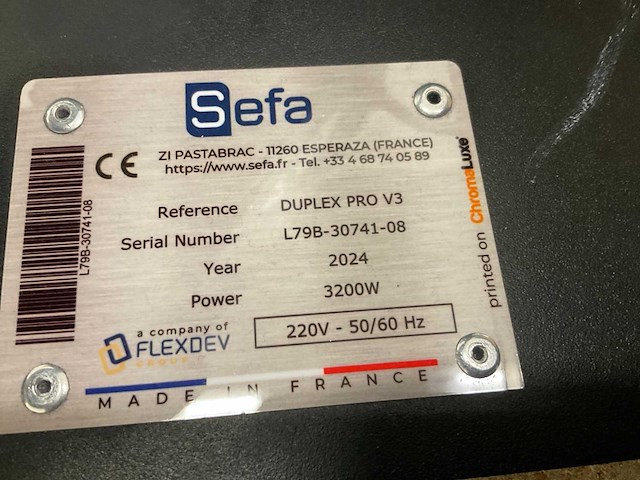 Sefa
CE
ZI PASTABRAC - 11260 ESPERAZA (FRANCE)
https://www.sefa.fr - Tel. +33 4 68 74 05 89
L79B-30741-08
Reference DUPLEX PRO V3
Serial Number L79B-30741-08
Year 2024
Power 3200W
220V - 50/60 Hz
a company of
FLEXDEV
GROUP
MADE IN FRANCE
printed on ChromaLuxe